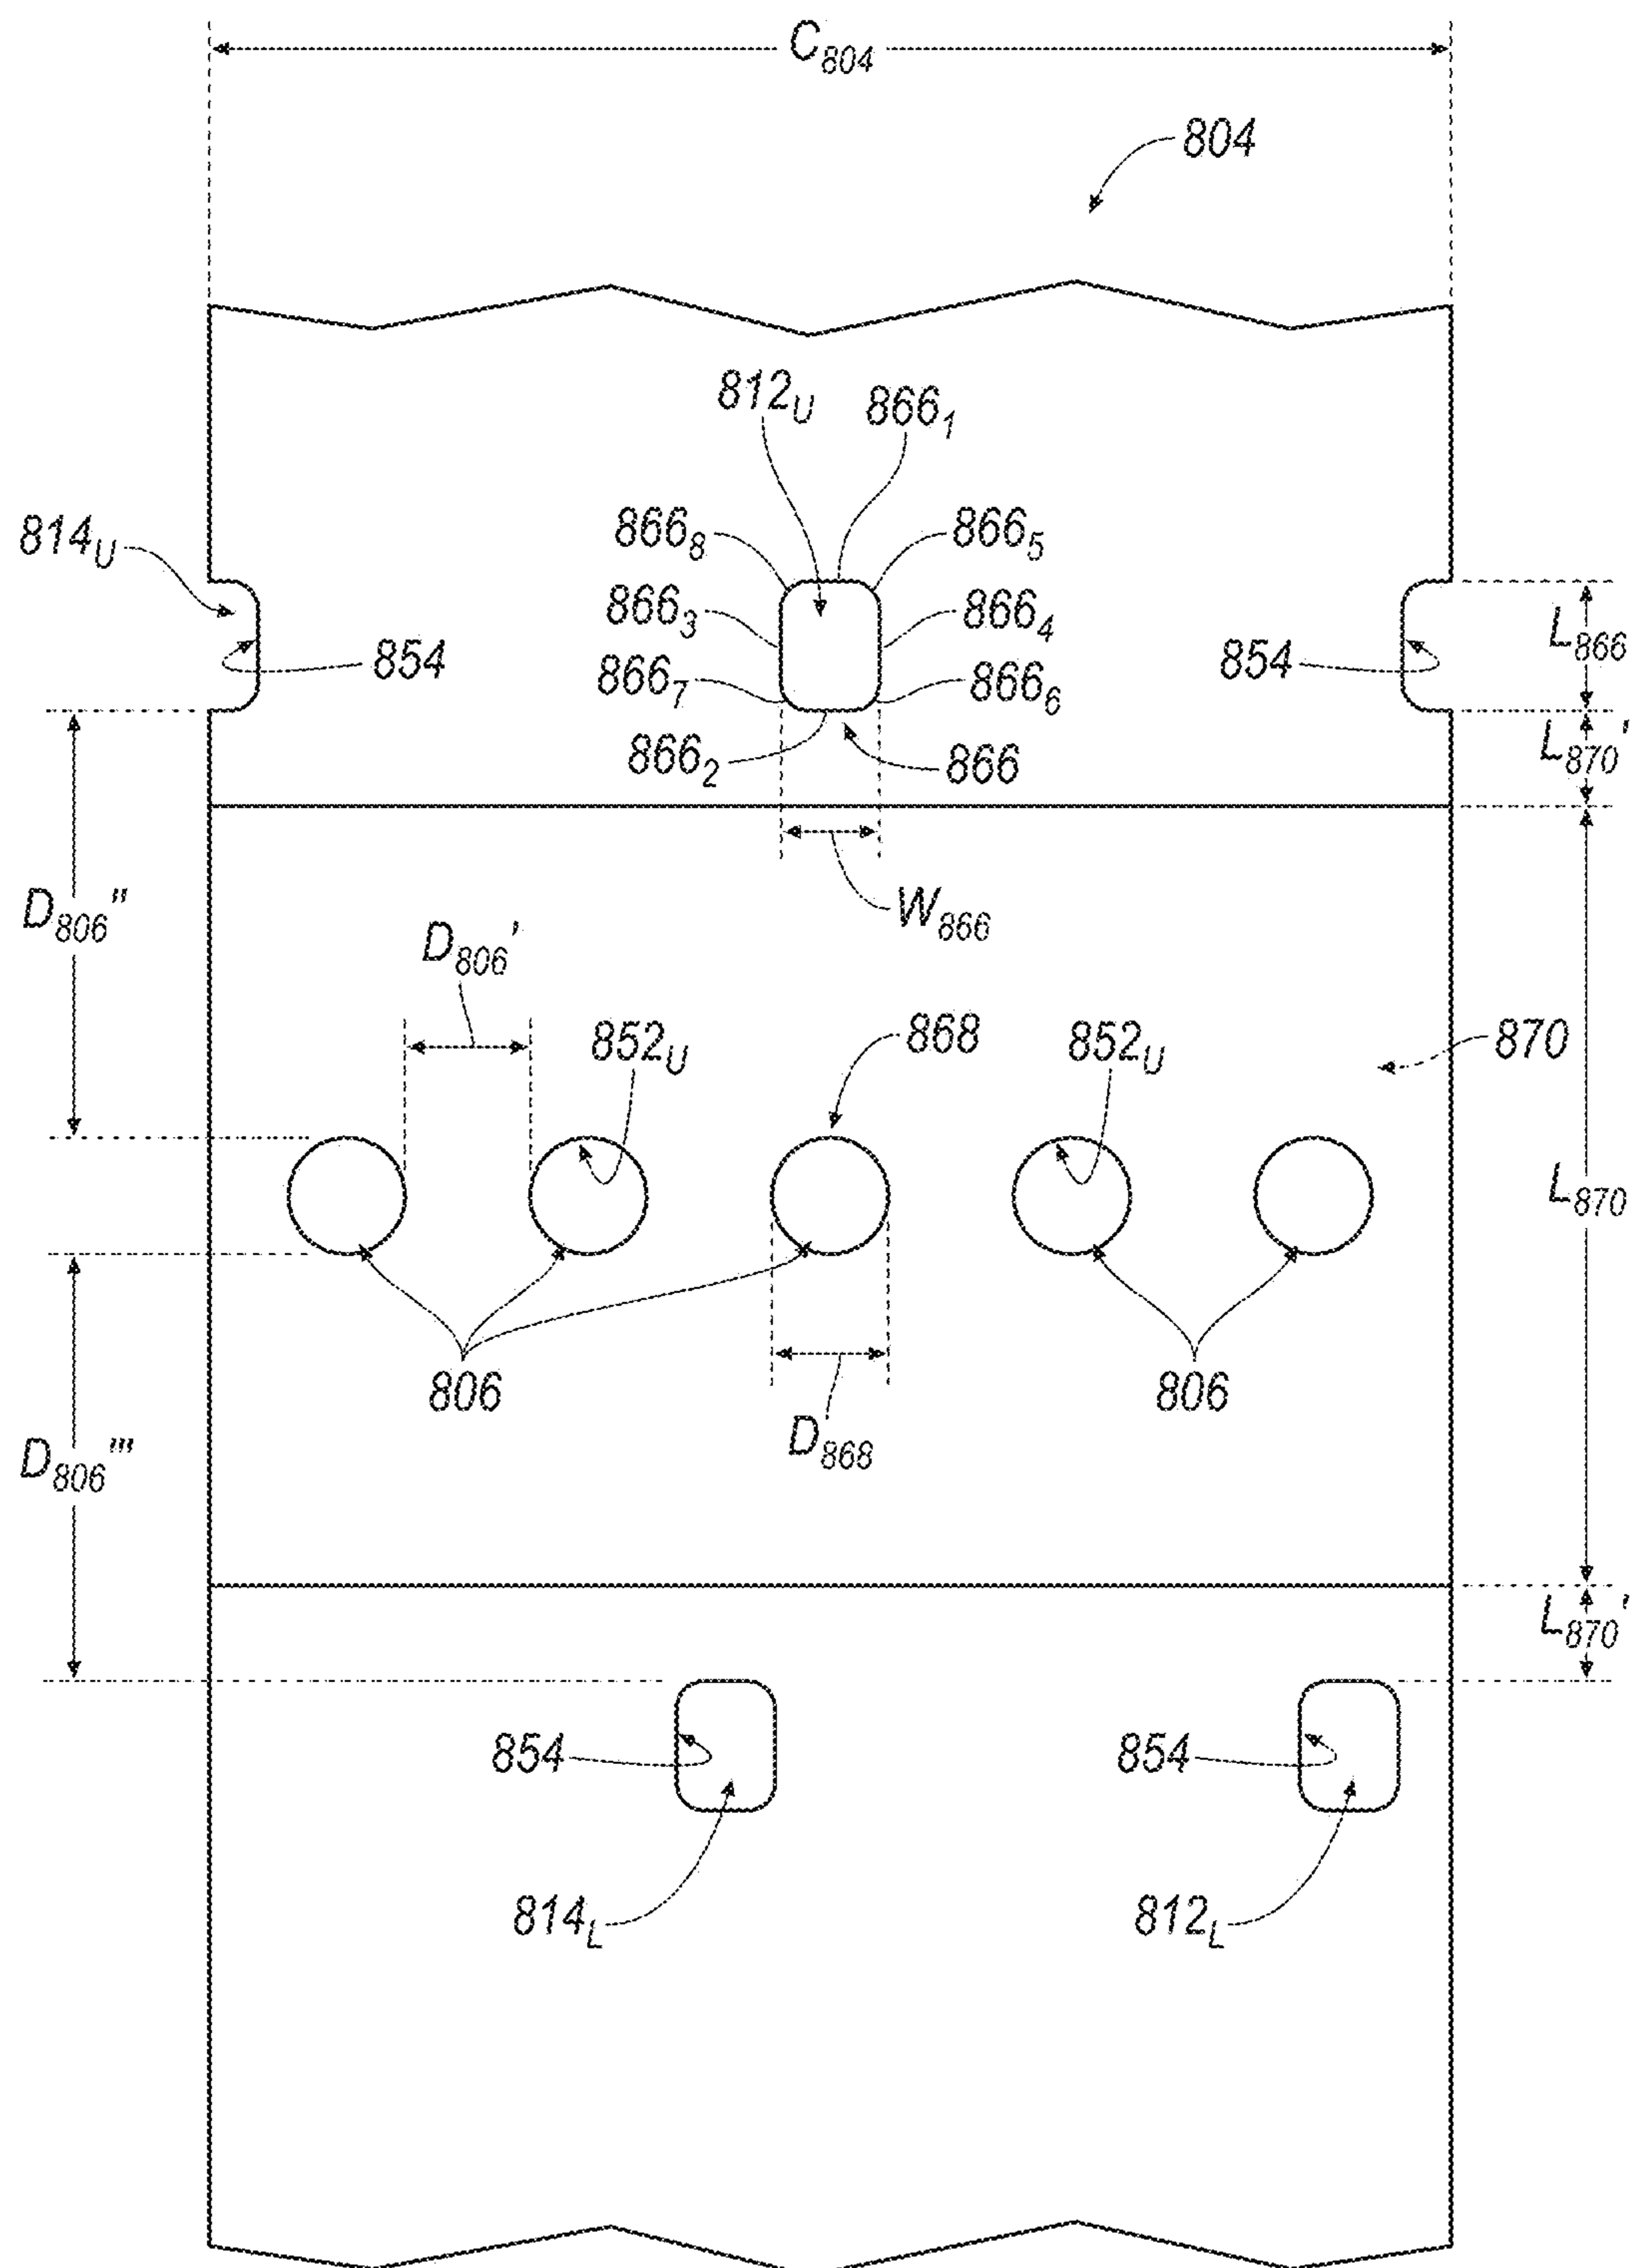 C₈₀₄
804
812U 866₁
814U
866₈ 866₅
866₃ 866₄
854 854 L₈₆₆
866₇ 866₆
866₂ 866 L₈₇₀'
D₈₀₆" W₈₆₆
D₈₀₆'
852U 868 852U 870
L₈₇₀
806 806
D₈₆₈
D₈₀₆'''
L₈₇₀'
854 854
814L 812L